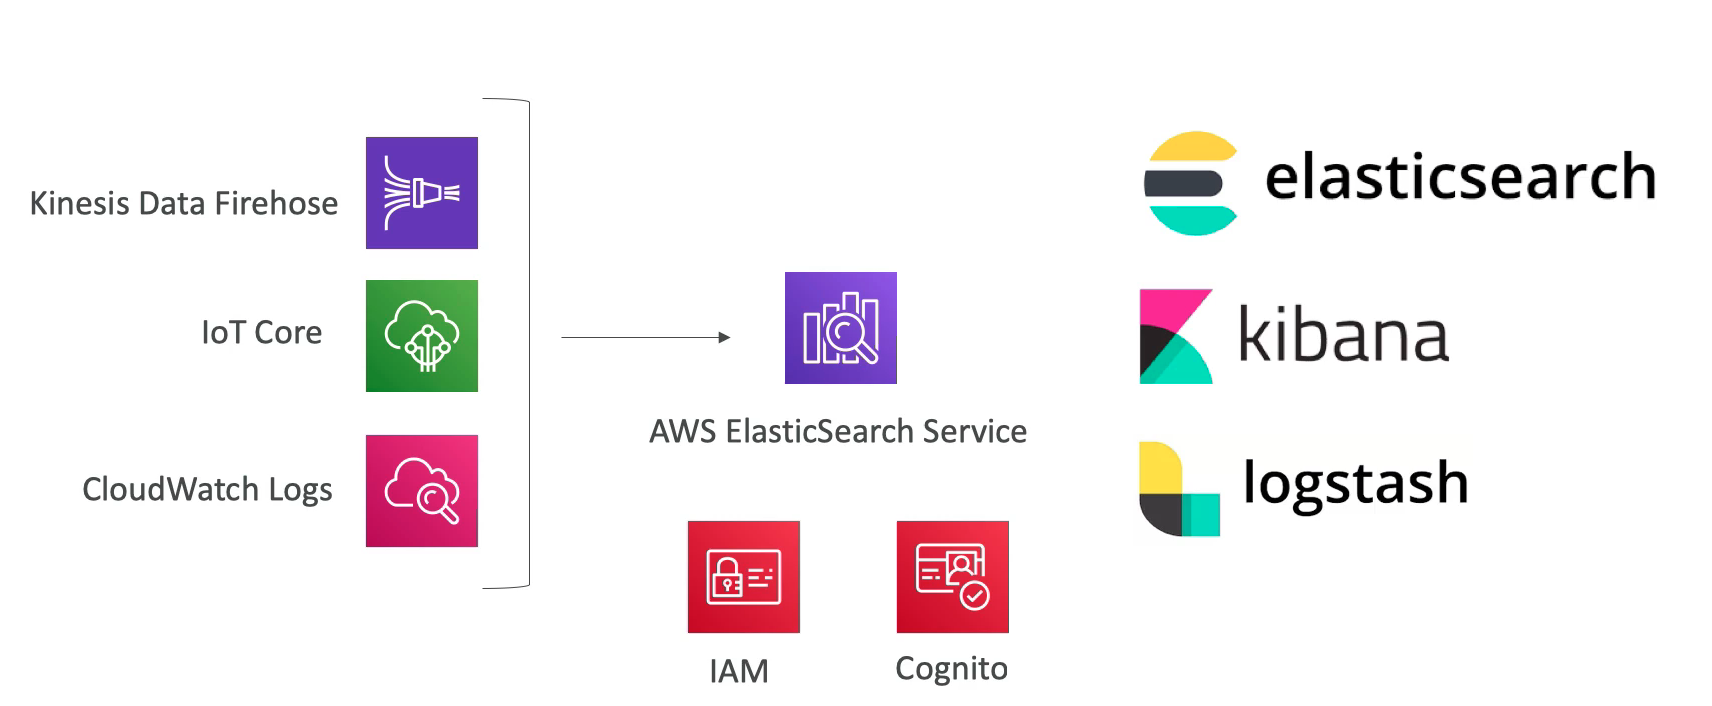 Kinesis Data Firehose
IoT Core
CloudWatch Logs
AWS ElasticSearch Service
IAM
Cognito
elasticsearch
kibana
logstash